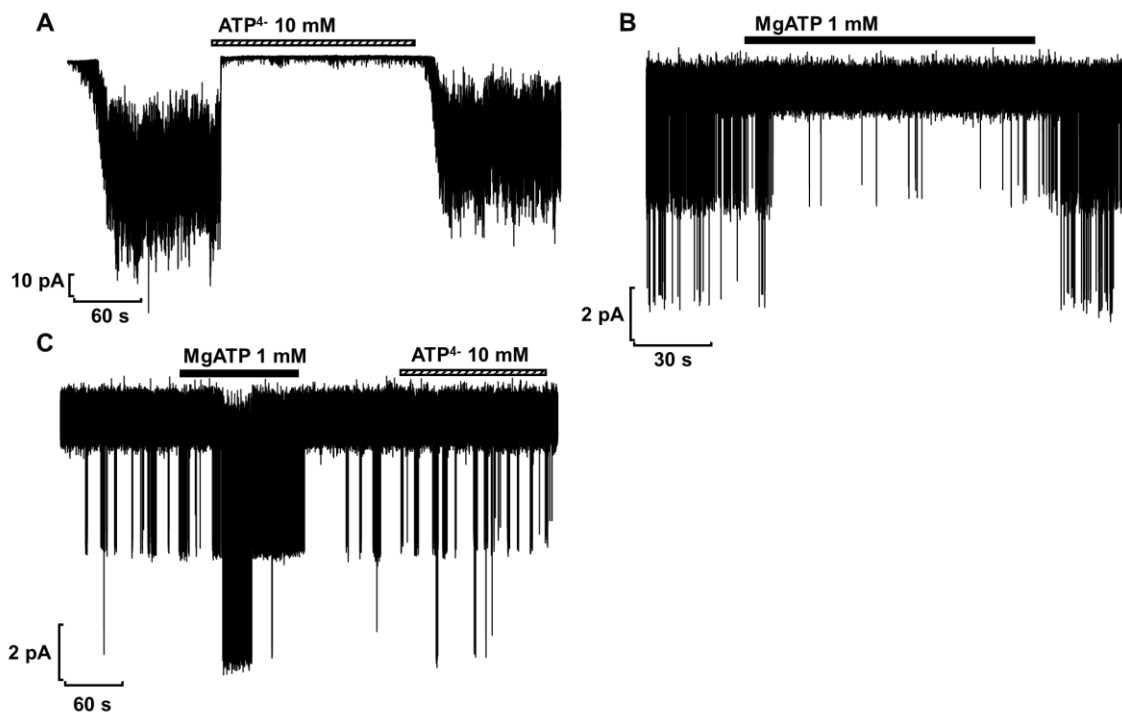 A
ATP⁴⁻ 10 mM
10 pA
60 s
B
MgATP 1 mM
2 pA
30 s
C
MgATP 1 mM
ATP⁴⁻ 10 mM
2 pA
60 s